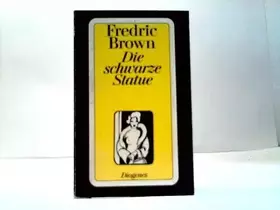 Fredric
Brown
Die
schwarze
Statue
Diogenes